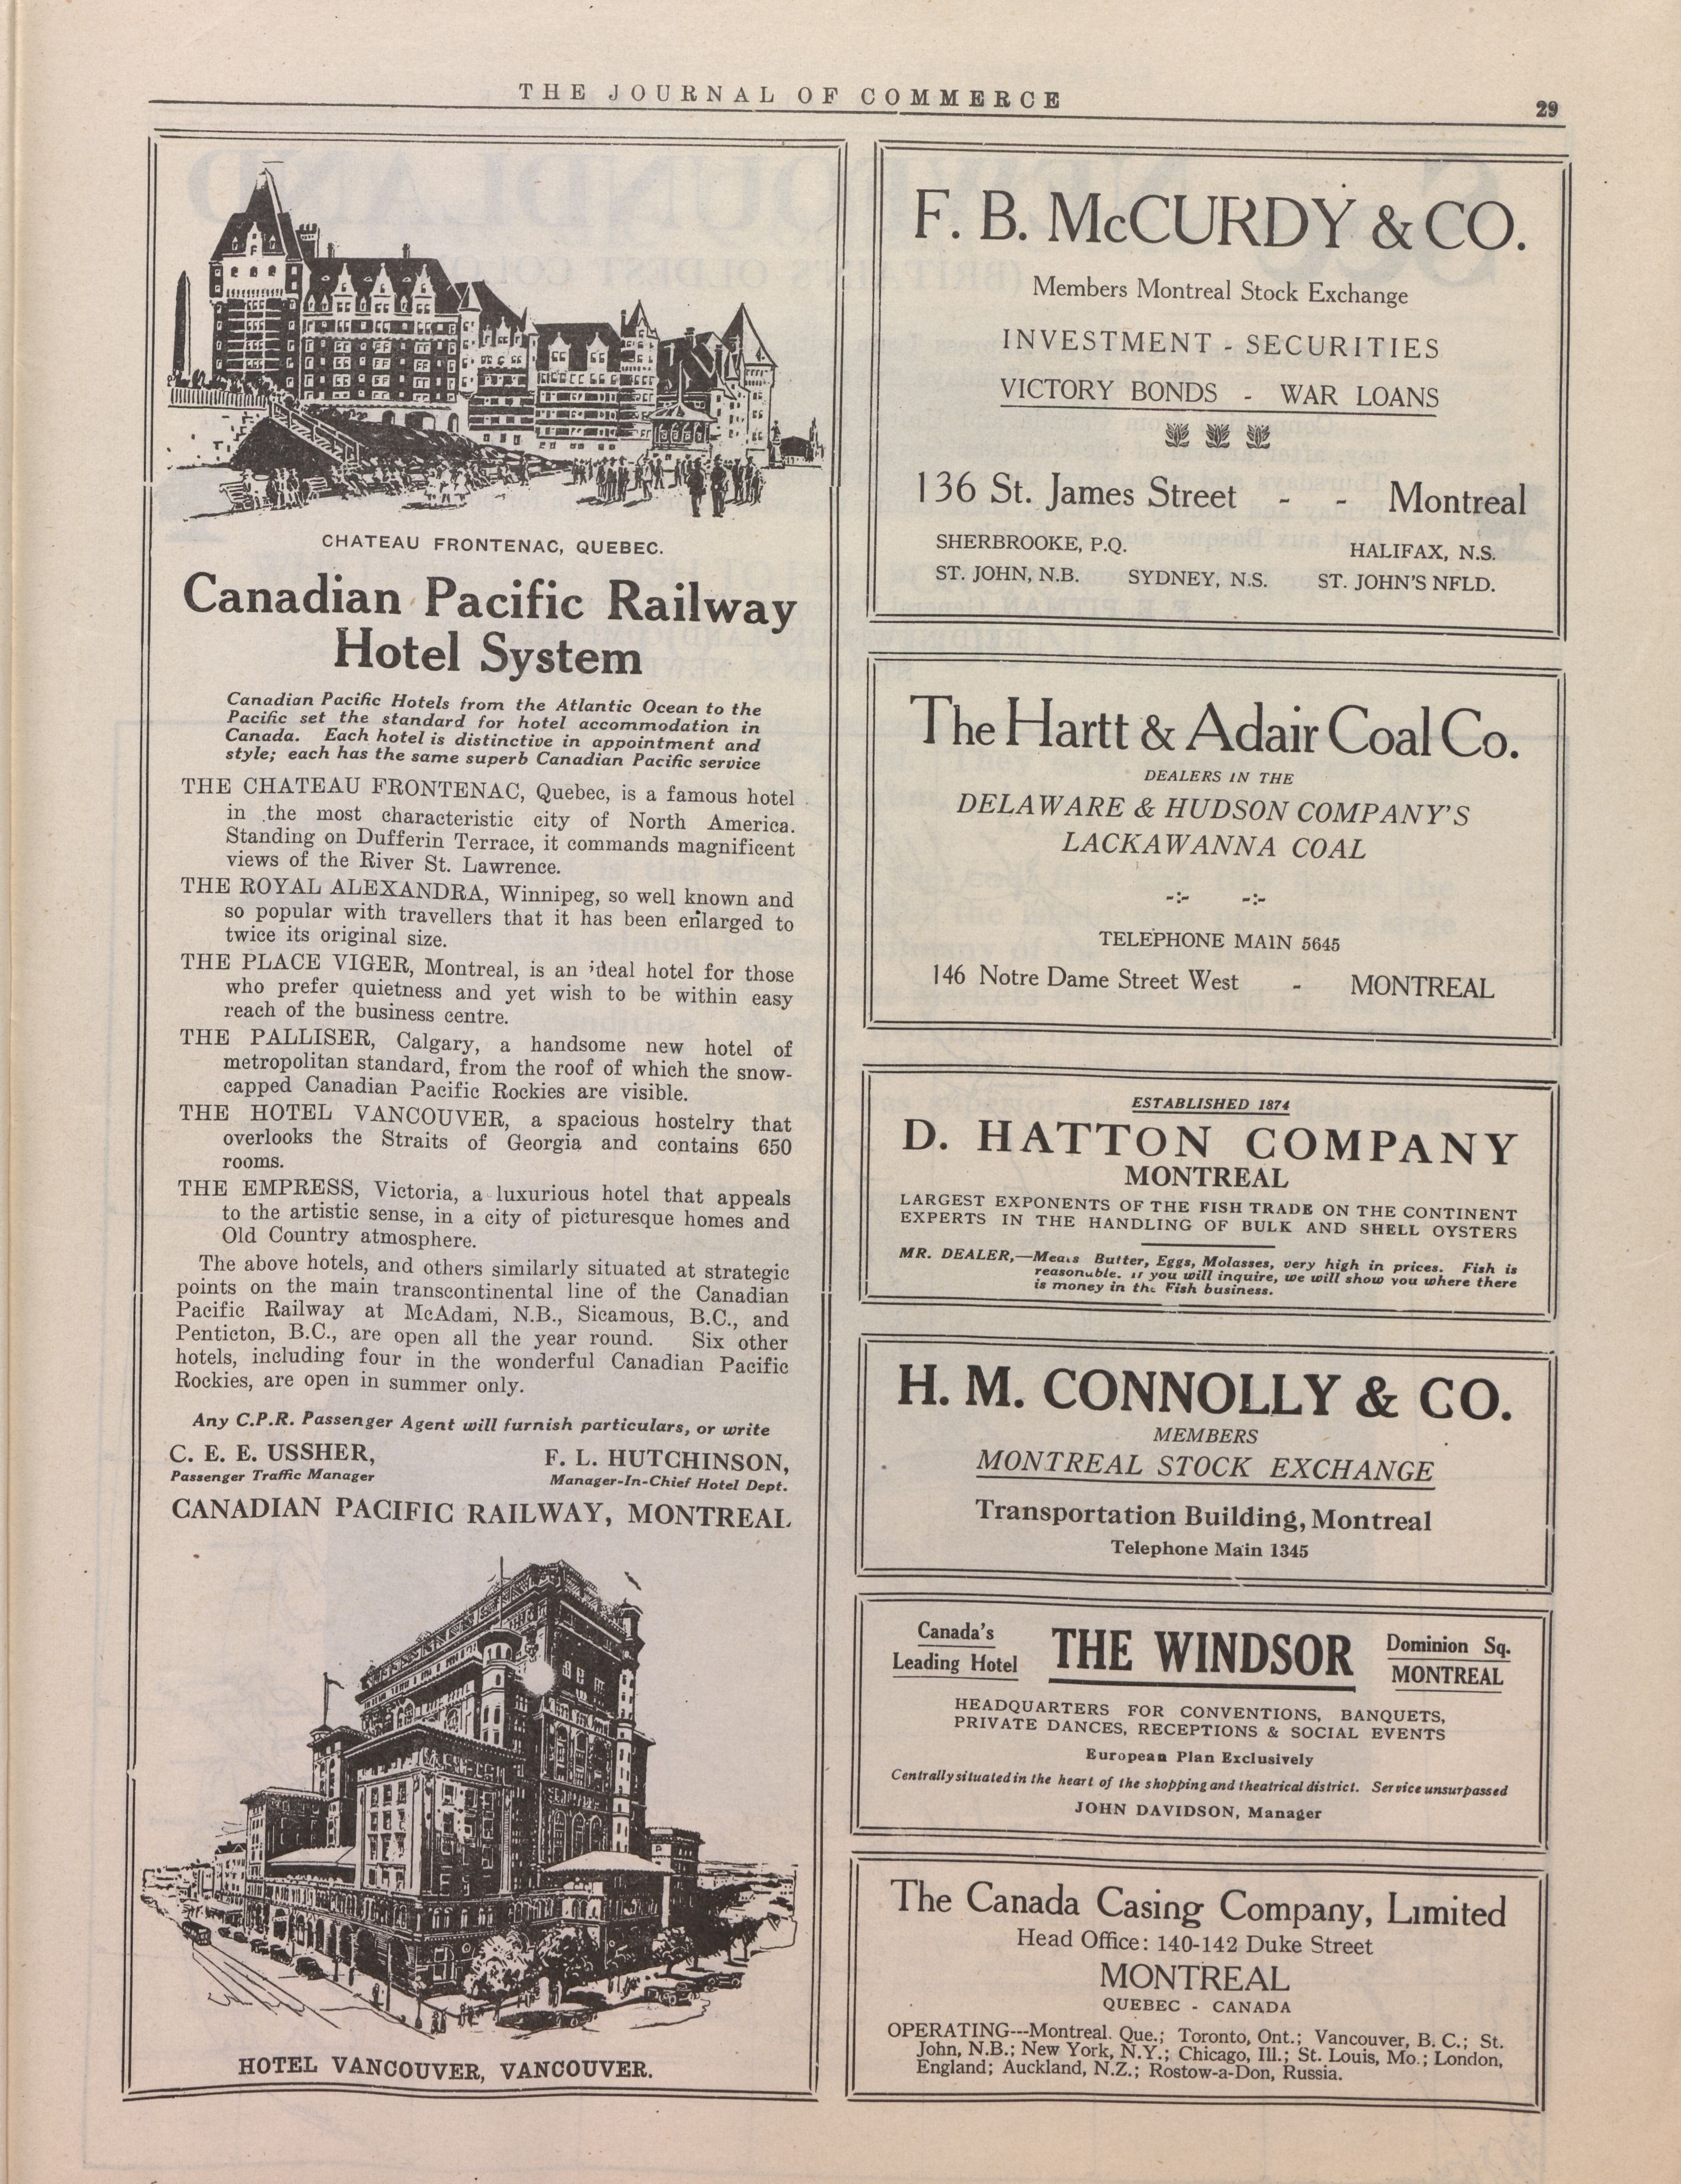 THE JOURNAL OF COMMERCE
29
CHATEAU FRONTENAC, QUEBEC.
Canadian Pacific Railway
Hotel System
Canadian Pacific Hotels from the Atlantic Ocean to the
Pacific set the standard for hotel accommodation in
Canada. Each hotel is distinctive in appointment and
style; each has the same superb Canadian Pacific service
THE CHATEAU FRONTENAC, Quebec, is a famous hotel
in the most characteristic city of North America.
Standing on Dufferin Terrace, it commands magnificent
views of the River St. Lawrence.
THE ROYAL ALEXANDRA, Winnipeg, so well known and
so popular with travellers that it has been enlarged to
twice its original size.
THE PLACE VIGER, Montreal, is an ideal hotel for those
who prefer quietness and yet wish to be within easy
reach of the business centre.
THE PALLISER, Calgary, a handsome new hotel of
metropolitan standard, from the roof of which the snow-
capped Canadian Pacific Rockies are visible.
THE HOTEL VANCOUVER, a spacious hostelry that
overlooks the Straits of Georgia and contains 650
rooms.
THE EMPRESS, Victoria, a luxurious hotel that appeals
to the artistic sense, in a city of picturesque homes and
Old Country atmosphere.
The above hotels, and others similarly situated at strategic
points on the main transcontinental line of the Canadian
Pacific Railway at McAdam, N.B., Sicamous, B.C., and
Penticton, B.C., are open all the year round. Six other
hotels, including four in the wonderful Canadian Pacific
Rockies, are open in summer only.
Any C.P.R. Passenger Agent will furnish particulars, or write
C. E. E. USSHER,
Passenger Traffic Manager
F. L. HUTCHINSON,
Manager-In-Chief Hotel Dept.
CANADIAN PACIFIC RAILWAY, MONTREAL
HOTEL VANCOUVER, VANCOUVER.
F. B. McCURDY & CO.
Members Montreal Stock Exchange
INVESTMENT - SECURITIES
VICTORY BONDS - WAR LOANS
136 St. James Street - - Montreal
SHERBROOKE, P.Q. HALIFAX, N.S.
ST. JOHN, N.B. SYDNEY, N.S. ST. JOHN'S NFLD.
The Hartt & Adair Coal Co.
DEALERS IN THE
DELAWARE & HUDSON COMPANY'S
LACKAWANNA COAL
-:- -:-
TELEPHONE MAIN 5645
146 Notre Dame Street West - MONTREAL
ESTABLISHED 1874
D. HATTON COMPANY
MONTREAL
LARGEST EXPONENTS OF THE FISH TRADE ON THE CONTINENT
EXPERTS IN THE HANDLING OF BULK AND SHELL OYSTERS
MR. DEALER,—Meats Butter, Eggs, Molasses, very high in prices. Fish is
reasonable. If you will inquire, we will show you where there
is money in the Fish business.
H. M. CONNOLLY & CO.
MEMBERS
MONTREAL STOCK EXCHANGE
Transportation Building, Montreal
Telephone Main 1345
Canada's
Leading Hotel
THE WINDSOR
Dominion Sq.
MONTREAL
HEADQUARTERS FOR CONVENTIONS, BANQUETS,
PRIVATE DANCES, RECEPTIONS & SOCIAL EVENTS
European Plan Exclusively
Centrally situated in the heart of the shopping and theatrical district. Service unsurpassed
JOHN DAVIDSON, Manager
The Canada Casing Company, Limited
Head Office: 140-142 Duke Street
MONTREAL
QUEBEC - CANADA
OPERATING---Montreal. Que.; Toronto, Ont.; Vancouver, B. C.; St.
John, N.B.; New York, N.Y.; Chicago, Ill.; St. Louis, Mo.; London,
England; Auckland, N.Z.; Rostow-a-Don, Russia.